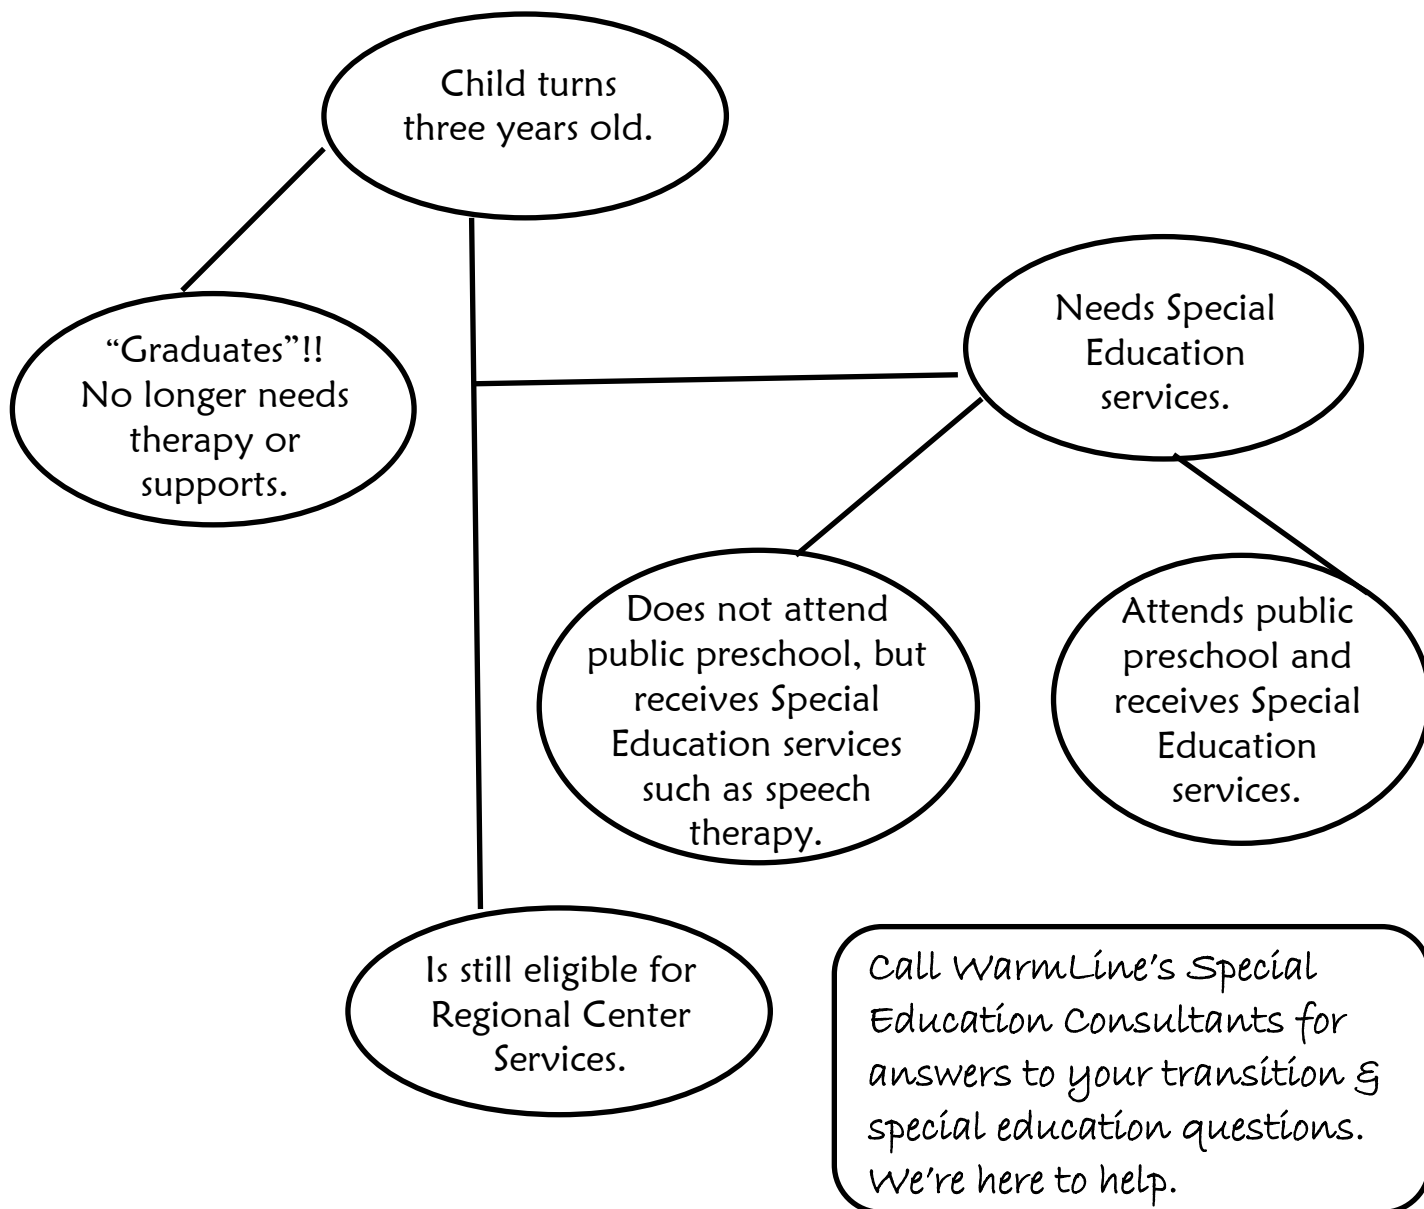 Child turns
three years old.
“Graduates”!!
No longer needs
therapy or
supports.
Needs Special
Education
services.
Does not attend
public preschool, but
receives Special
Education services
such as speech
therapy.
Attends public
preschool and
receives Special
Education
services.
Is still eligible for
Regional Center
Services.
Call WarmLine's Special
Education Consultants for
answers to your transition &
special education questions.
We're here to help.